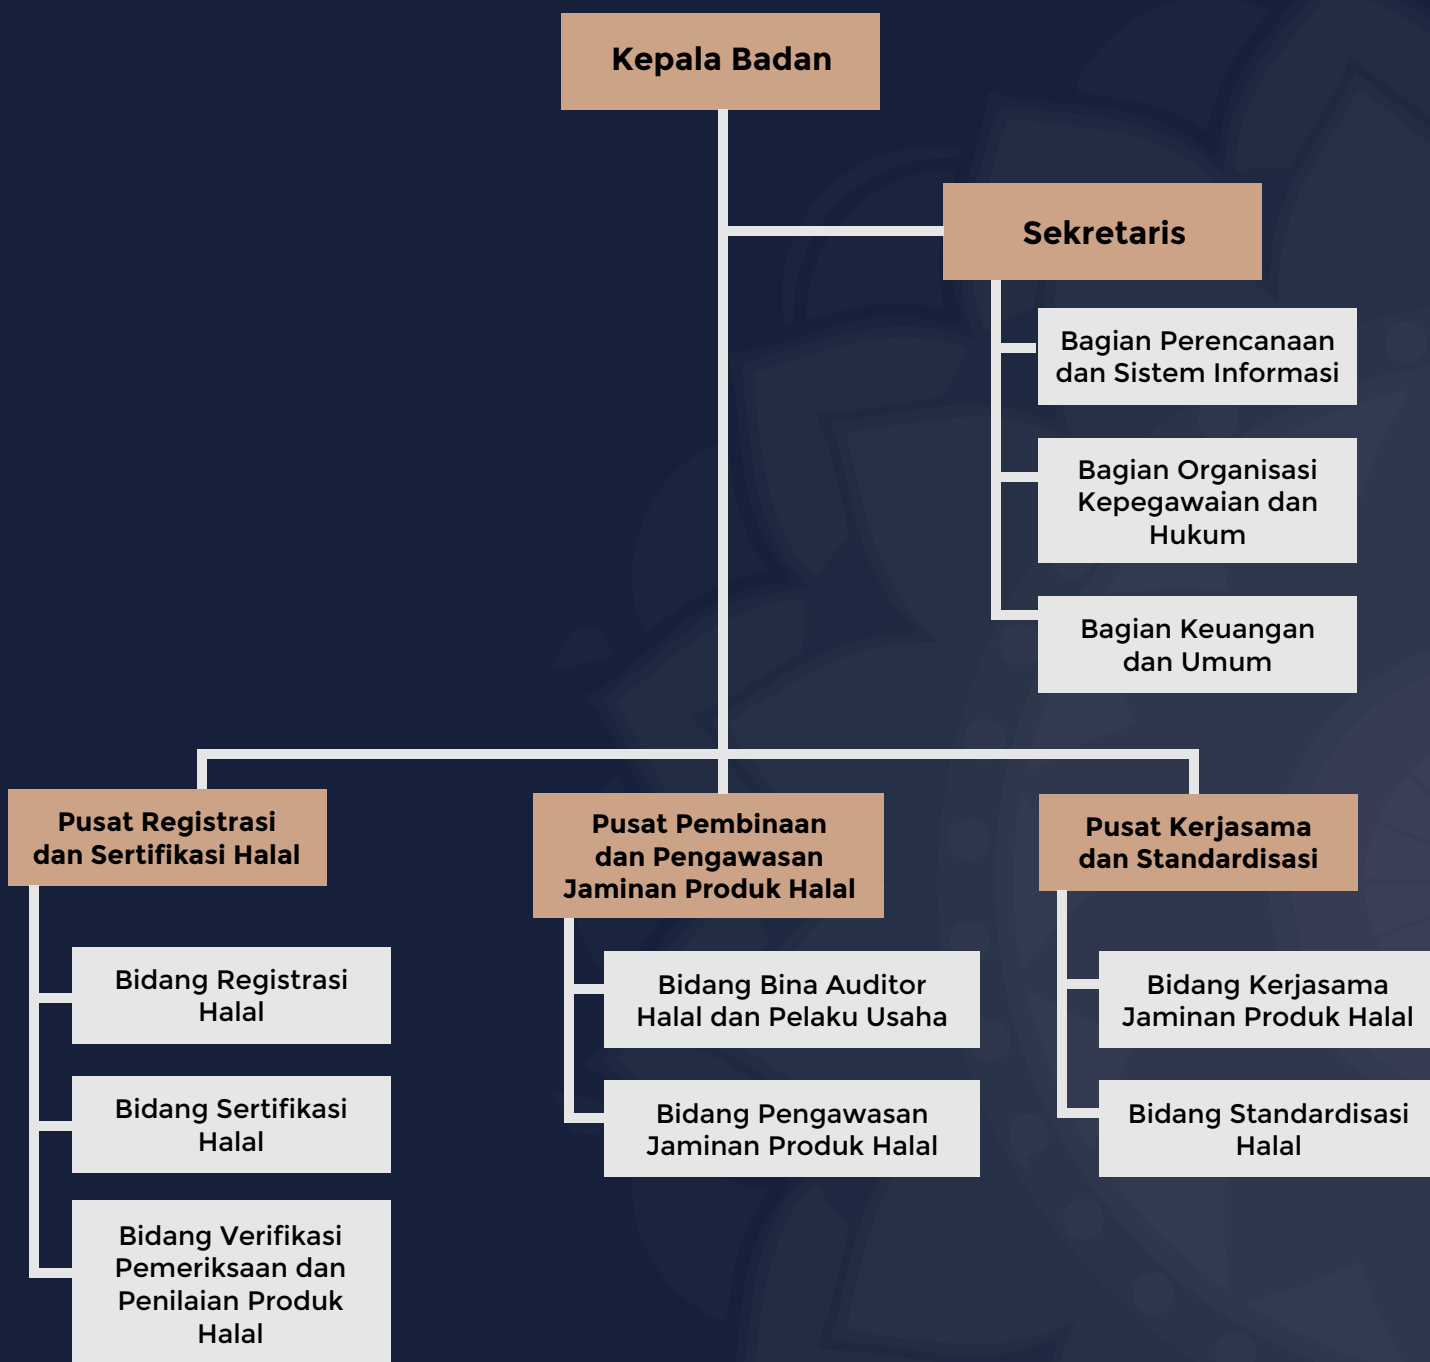 Kepala Badan
Sekretaris
Bagian Perencanaan
dan Sistem Informasi
Bagian Organisasi
Kepegawaian dan
Hukum
Bagian Keuangan
dan Umum
Pusat Registrasi
dan Sertifikasi Halal
Bidang Registrasi
Halal
Bidang Sertifikasi
Halal
Bidang Verifikasi
Pemeriksaan dan
Penilaian Produk
Halal
Pusat Pembinaan
dan Pengawasan
Jaminan Produk Halal
Bidang Bina Auditor
Halal dan Pelaku Usaha
Bidang Pengawasan
Jaminan Produk Halal
Pusat Kerjasama
dan Standardisasi
Bidang Kerjasama
Jaminan Produk Halal
Bidang Standardisasi
Halal